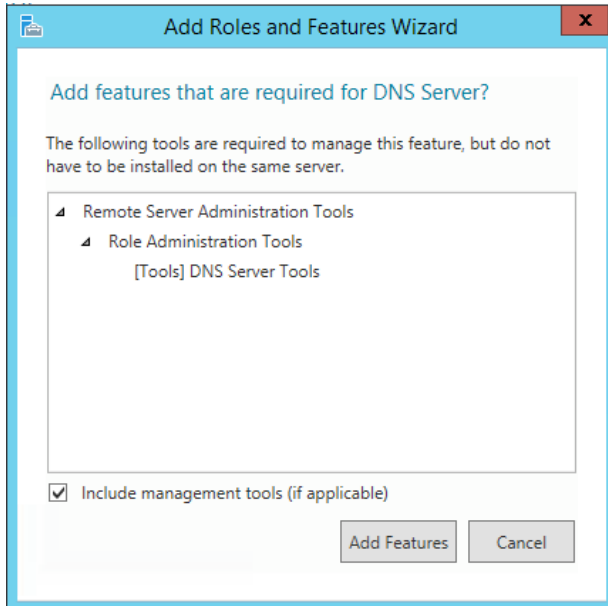 Add Roles and Features Wizard
x
Add features that are required for DNS Server?
The following tools are required to manage this feature, but do not
have to be installed on the same server.
Remote Server Administration Tools
Role Administration Tools
[Tools] DNS Server Tools
Include management tools (if applicable)
Add Features
Cancel